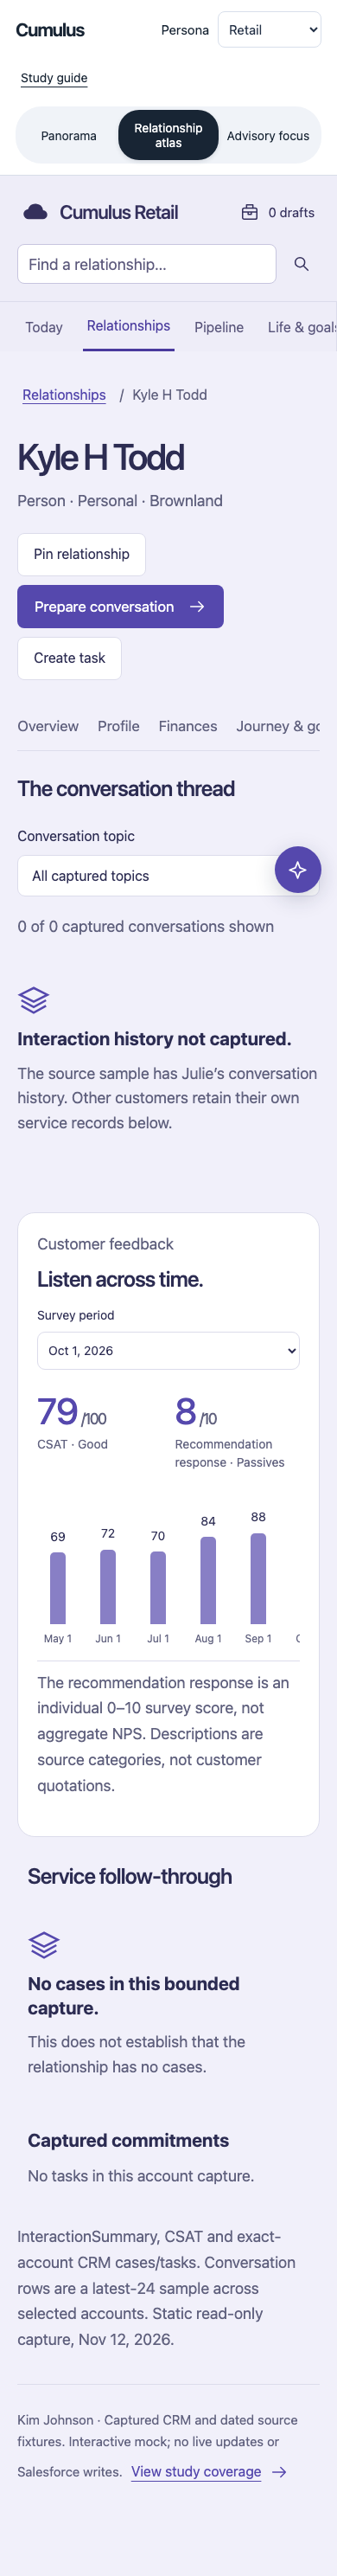 Cumulus
Persona
Retail
Study guide
Panorama
Relationship
atlas
Advisory focus
Cumulus Retail
0 drafts
Find a relationship...
Today
Relationships
Pipeline
Life & goals
Relationships / Kyle H Todd
Kyle H Todd
Person · Personal · Brownland
Pin relationship
Prepare conversation
Create task
Overview
Profile
Finances
Journey & go
The conversation thread
Conversation topic
All captured topics
0 of 0 captured conversations shown
Interaction history not captured.
The source sample has Julie's conversation
history. Other customers retain their own
service records below.
Customer feedback
Listen across time.
Survey period
Oct 1, 2026
79 /100
CSAT · Good
8 /10
Recommendation
response · Passives
69
72
70
84
88
May 1
Jun 1
Jul 1
Aug 1
Sep 1
The recommendation response is an
individual 0–10 survey score, not
aggregate NPS. Descriptions are
source categories, not customer
quotations.
Service follow-through
No cases in this bounded
capture.
This does not establish that the
relationship has no cases.
Captured commitments
No tasks in this account capture.
InteractionSummary, CSAT and exact-
account CRM cases/tasks. Conversation
rows are a latest-24 sample across
selected accounts. Static read-only
capture, Nov 12, 2026.
Kim Johnson · Captured CRM and dated source
fixtures. Interactive mock; no live updates or
Salesforce writes. View study coverage